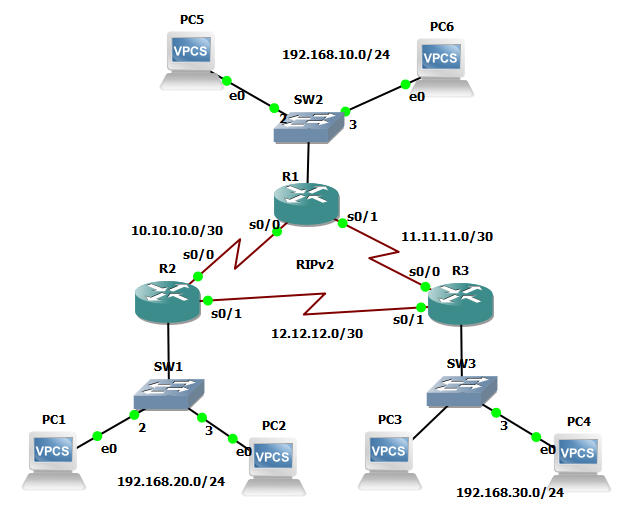 PC5
PC6
VPCS
VPCS
192.168.10.0/24
e0
e0
SW2
2
3
R1
10.10.10.0/30
s0/0
s0/1
11.11.11.0/30
s0/0
RIPv2
s0/0
R2
R3
s0/1
s0/1
12.12.12.0/30
SW1
SW3
PC1
2
3
PC2
PC3
3
PC4
VPCS
e0
e0
VPCS
VPCS
e0
VPCS
192.168.20.0/24
192.168.30.0/24